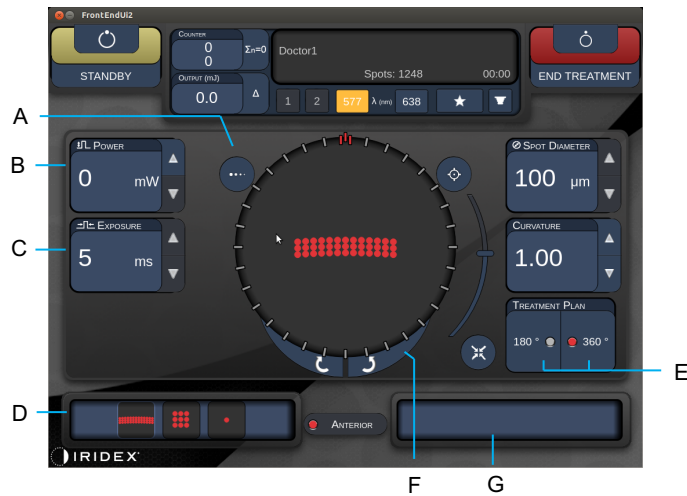 FrontEndUi2
STANDBY
COUNTER
0
0
Σn=0
OUTPUT (mJ)
0.0
Δ
Doctor1
Spots: 1248
00:00
1
2
577
λ (nm)
638
END TREATMENT
A
B
POWER
0
mW
C
EXPOSURE
5
ms
SPOT DIAMETER
100
μm
CURVATURE
1.00
TREATMENT PLAN
180 °
360 °
E
D
ANTERIOR
IRIDEX
F
G